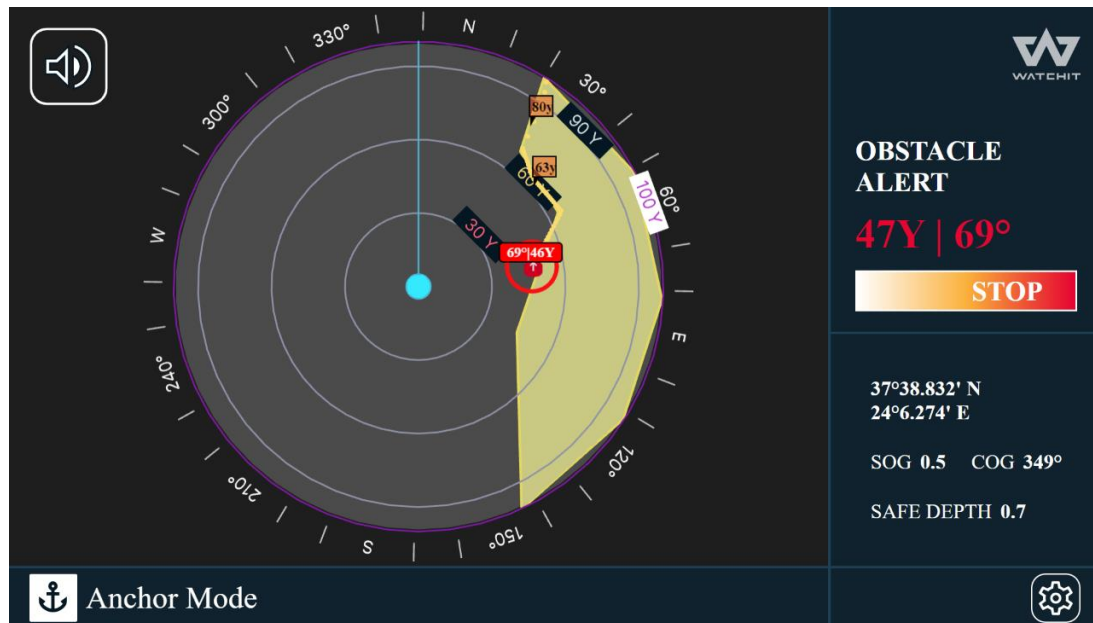 330°
N
30°
300°
80y
90 Y
63y
60 Y
100 Y
60°
W
30 Y
69°|46Y
E
240°
120°
210°
S
150°
Anchor Mode
WATCHIT
OBSTACLE
ALERT
47Y | 69°
STOP
37°38.832' N
24°6.274' E
SOG 0.5 COG 349°
SAFE DEPTH 0.7